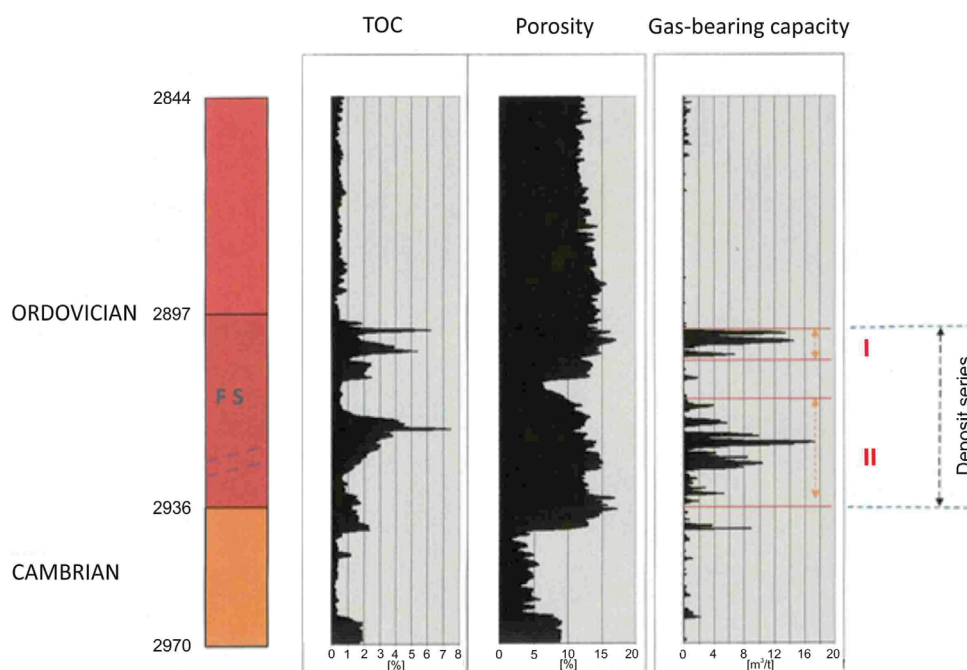 TOC Porosity Gas-bearing capacity
2844
ORDOVICIAN 2897
I
F S
Deposit series
II
2936
CAMBRIAN
2970
0 1 2 3 4 5 6 7 8 0 5 10 15 20 0 4 8 12 16 20
[%] [%] [m³/t]